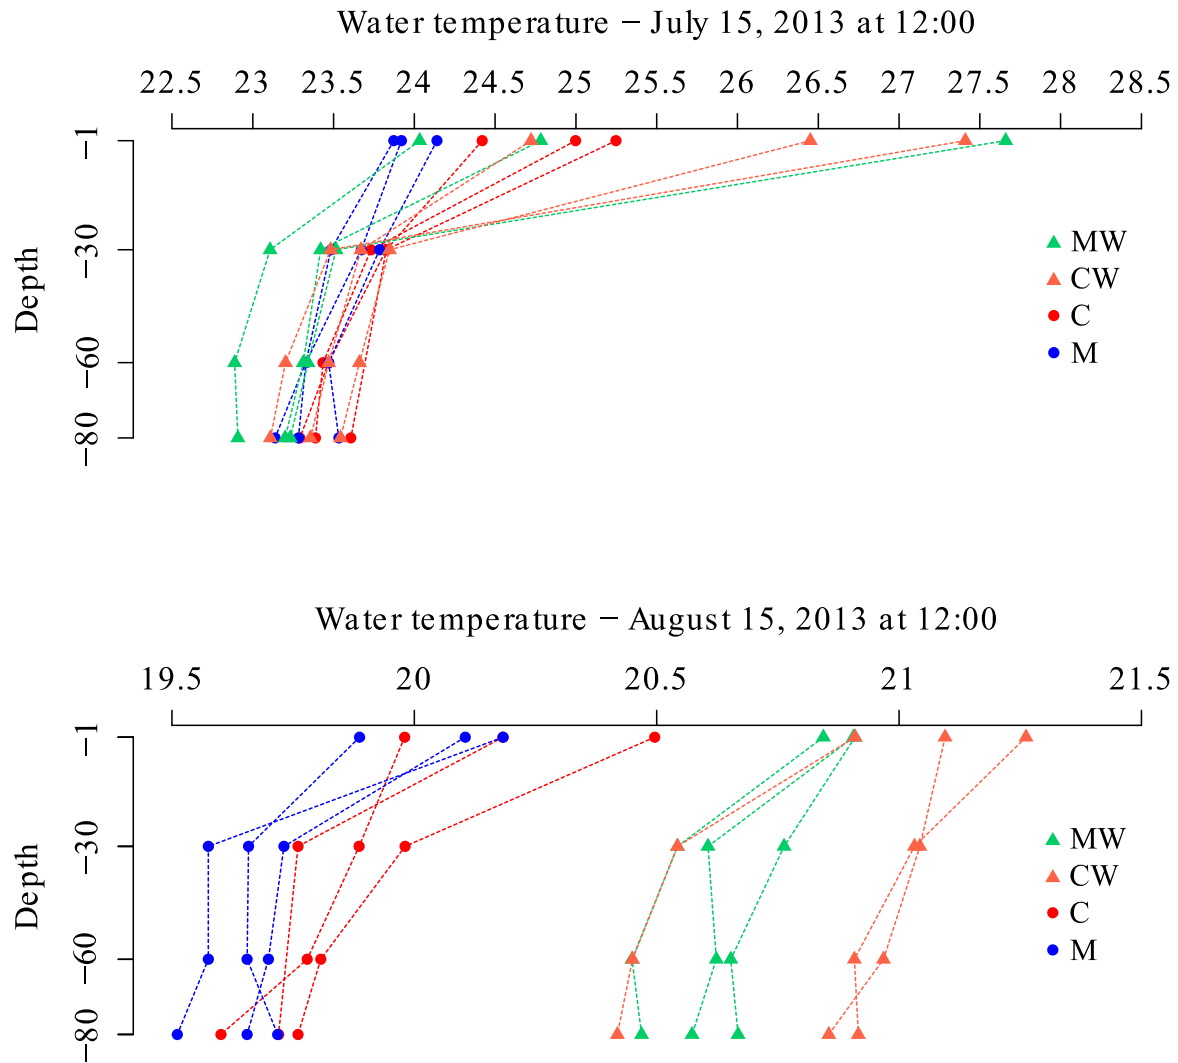 Water temperature − July 15, 2013 at 12:00
22.5 23 23.5 24 24.5 25 25.5 26 26.5 27 27.5 28 28.5
Depth
−1
−30
−60
−80
MW
CW
C
M
Water temperature − August 15, 2013 at 12:00
19.5 20 20.5 21 21.5
Depth
−1
−30
−60
−80
MW
CW
C
M